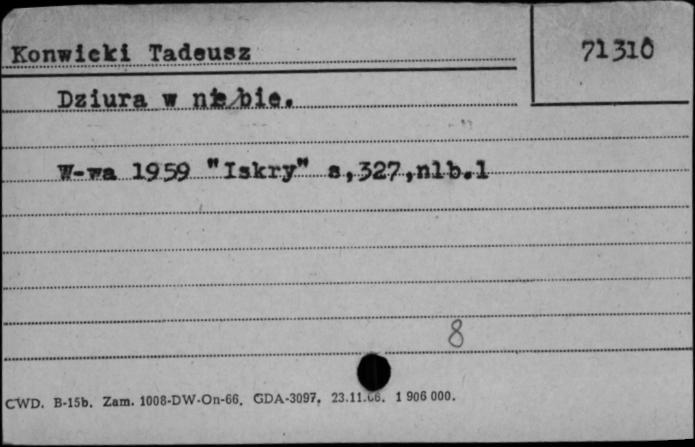 Konwicki Tadeusz
71310
Dziura w niebie.
W-wa 1959 "Iskry" s,327,nlb.1
8
CWD. B-15b. Zam. 1008-DW-On-66. GDA-3097. 23.11.66. 1 906 000.